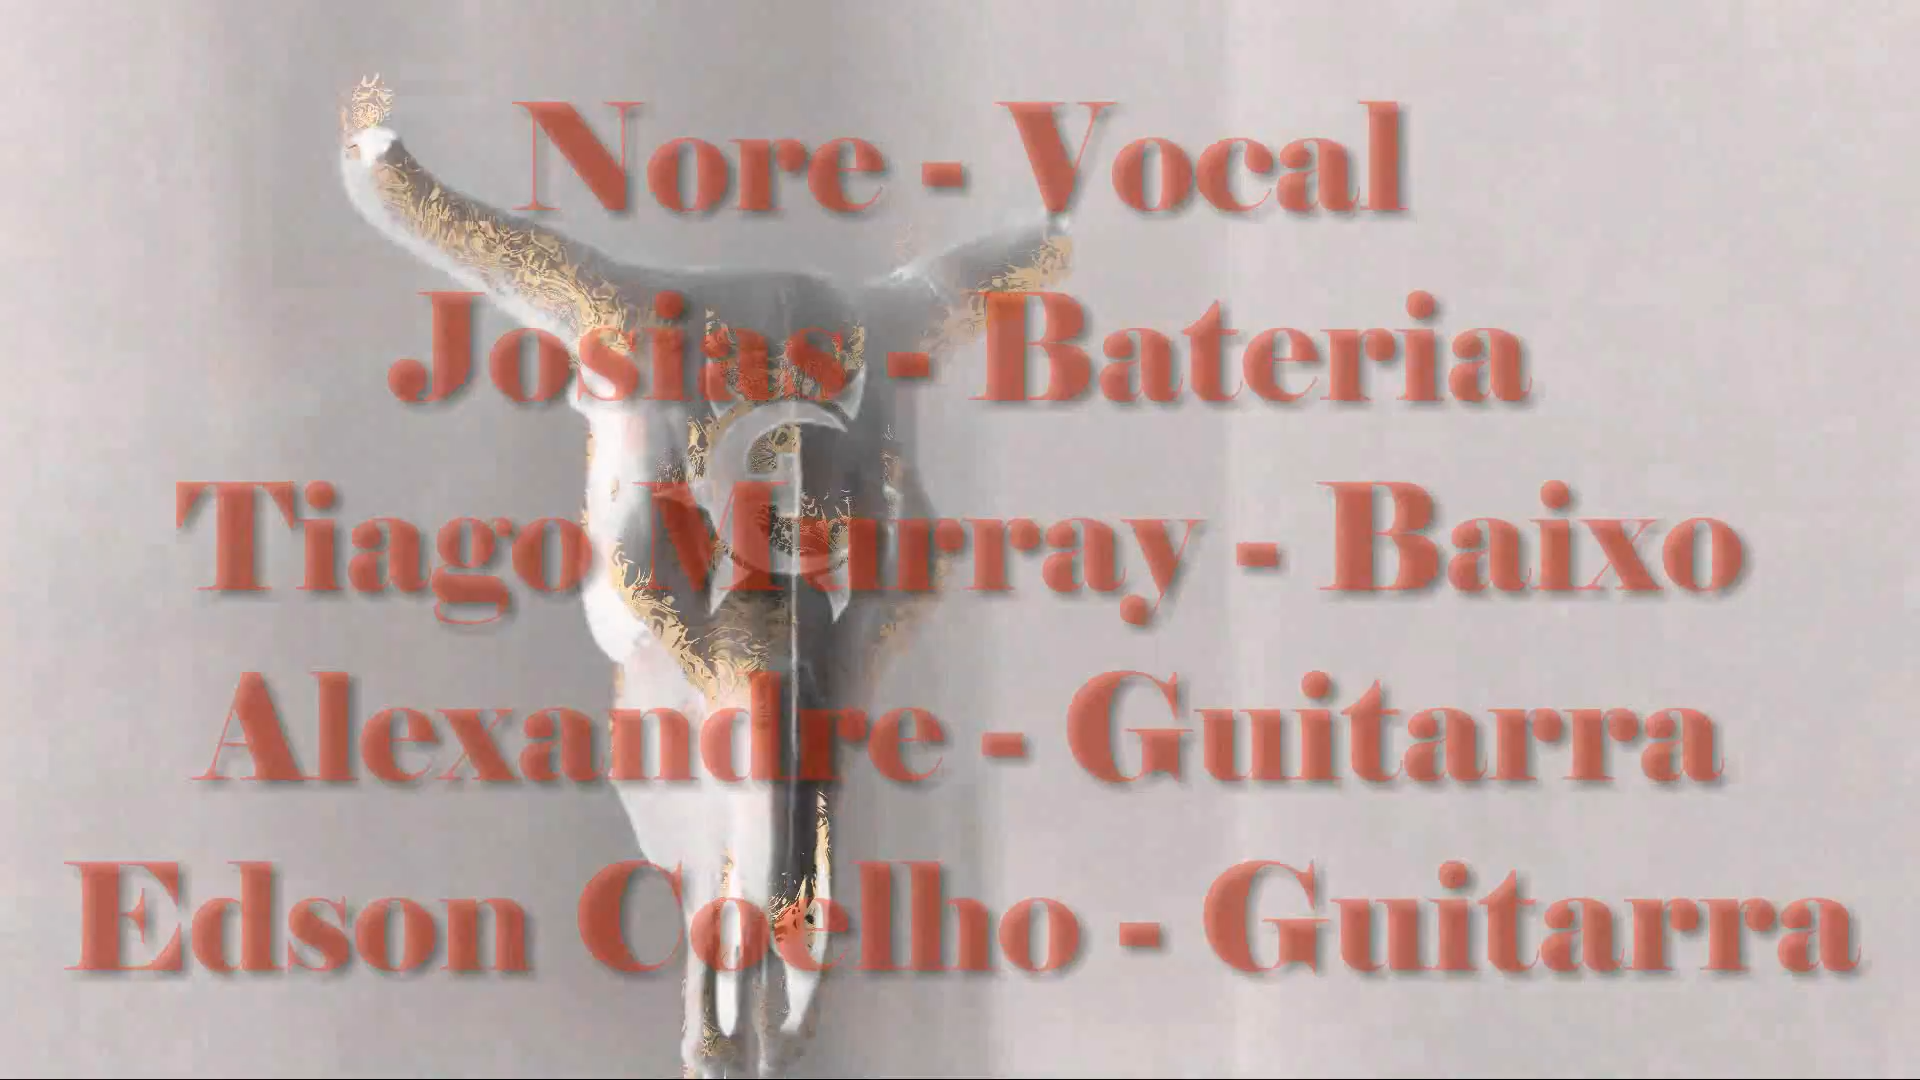 Nore - Vocal
Josias - Bateria
Tiago Murray - Baixo
Alexandre - Guitarra
Edson Coelho - Guitarra